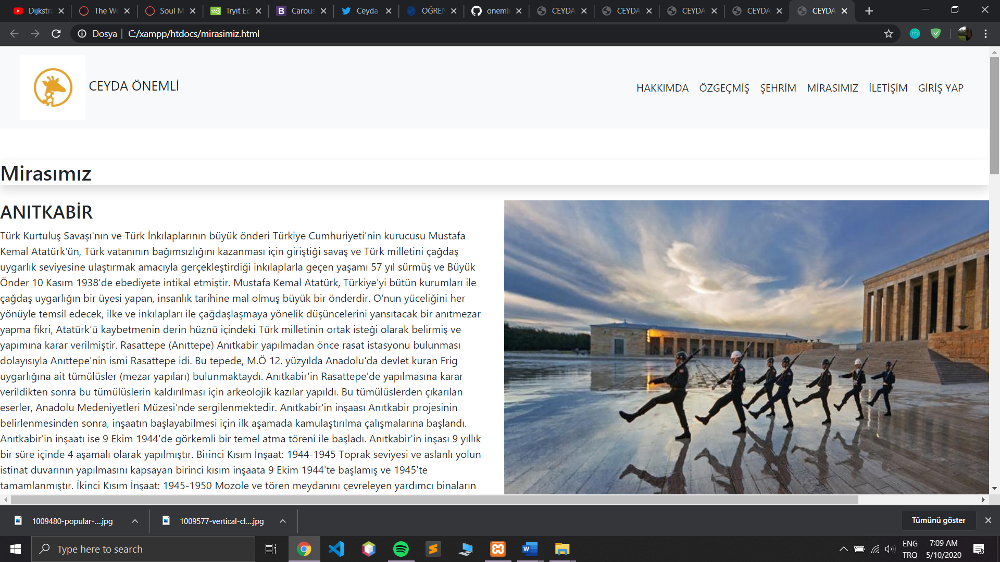 Dijkstra
The Wo
Soul M
Tryit Ed
Carous
Ceyda
ÖĞREN
onemli
CEYDA
CEYDA
CEYDA
CEYDA
CEYDA
Dosya | C:/xampp/htdocs/mirasimiz.html
CEYDA ÖNEMLİ
HAKKIMDA ÖZGEÇMİŞ ŞEHRİM MİRASIMIZ İLETİŞİM GİRİŞ YAP
Mirasımız
ANITKABİR
Türk Kurtuluş Savaşı'nın ve Türk İnkılaplarının büyük önderi Türkiye Cumhuriyeti'nin kurucusu Mustafa
Kemal Atatürk'ün, Türk vatanının bağımsızlığını kazanması için giriştiği savaş ve Türk milletini çağdaş
uygarlık seviyesine ulaştırmak amacıyla gerçekleştirdiği inkılaplarla geçen yaşamı 57 yıl sürmüş ve Büyük
Önder 10 Kasım 1938'de ebediyete intikal etmiştir. Mustafa Kemal Atatürk, Türkiye'yi bütün kurumları ile
çağdaş uygarlığın bir üyesi yapan, insanlık tarihine mal olmuş büyük bir önderdir. O'nun yüceliğini her
yönüyle temsil edecek, ilke ve inkılapları ile çağdaşlaşmaya yönelik düşüncelerini yansıtacak bir anıtmezar
yapma fikri, Atatürk'ü kaybetmenin derin hüznü içindeki Türk milletinin ortak isteği olarak belirmiş ve
yapımına karar verilmiştir. Rasattepe (Anıttepe) Anıtkabir yapılmadan önce rasat istasyonu bulunması
dolayısıyla Anıttepe'nin ismi Rasattepe idi. Bu tepede, M.Ö 12. yüzyılda Anadolu'da devlet kuran Frig
uygarlığına ait tümülüsler (mezar yapıları) bulunmaktaydı. Anıtkabir'in Rasattepe'de yapılmasına karar
verildikten sonra bu tümülüslerin kaldırılması için arkeolojik kazılar yapıldı. Bu tümülüslerden çıkarılan
eserler, Anadolu Medeniyetleri Müzesi'nde sergilenmektedir. Anıtkabir'in inşaası Anıtkabir projesinin
belirlenmesinden sonra, inşaatın başlayabilmesi için ilk aşamada kamulaştırılma çalışmalarına başlandı.
Anıtkabir'in inşaatı ise 9 Ekim 1944'de görkemli bir temel atma töreni ile başladı. Anıtkabir'in inşası 9 yıllık
bir süre içinde 4 aşamalı olarak yapılmıştır. Birinci Kısım İnşaat: 1944-1945 Toprak seviyesi ve aslanlı yolun
istinat duvarının yapılmasını kapsayan birinci kısım inşaata 9 Ekim 1944'te başlamış ve 1945'te
tamamlanmıştır. İkinci Kısım İnşaat: 1945-1950 Mozole ve tören meydanını çevreleyen yardımcı binaların
1009480-popular-....jpg
1009577-vertical-cl....jpg
Tümünü göster
Type here to search
ENG
TRQ
7:09 AM
5/10/2020